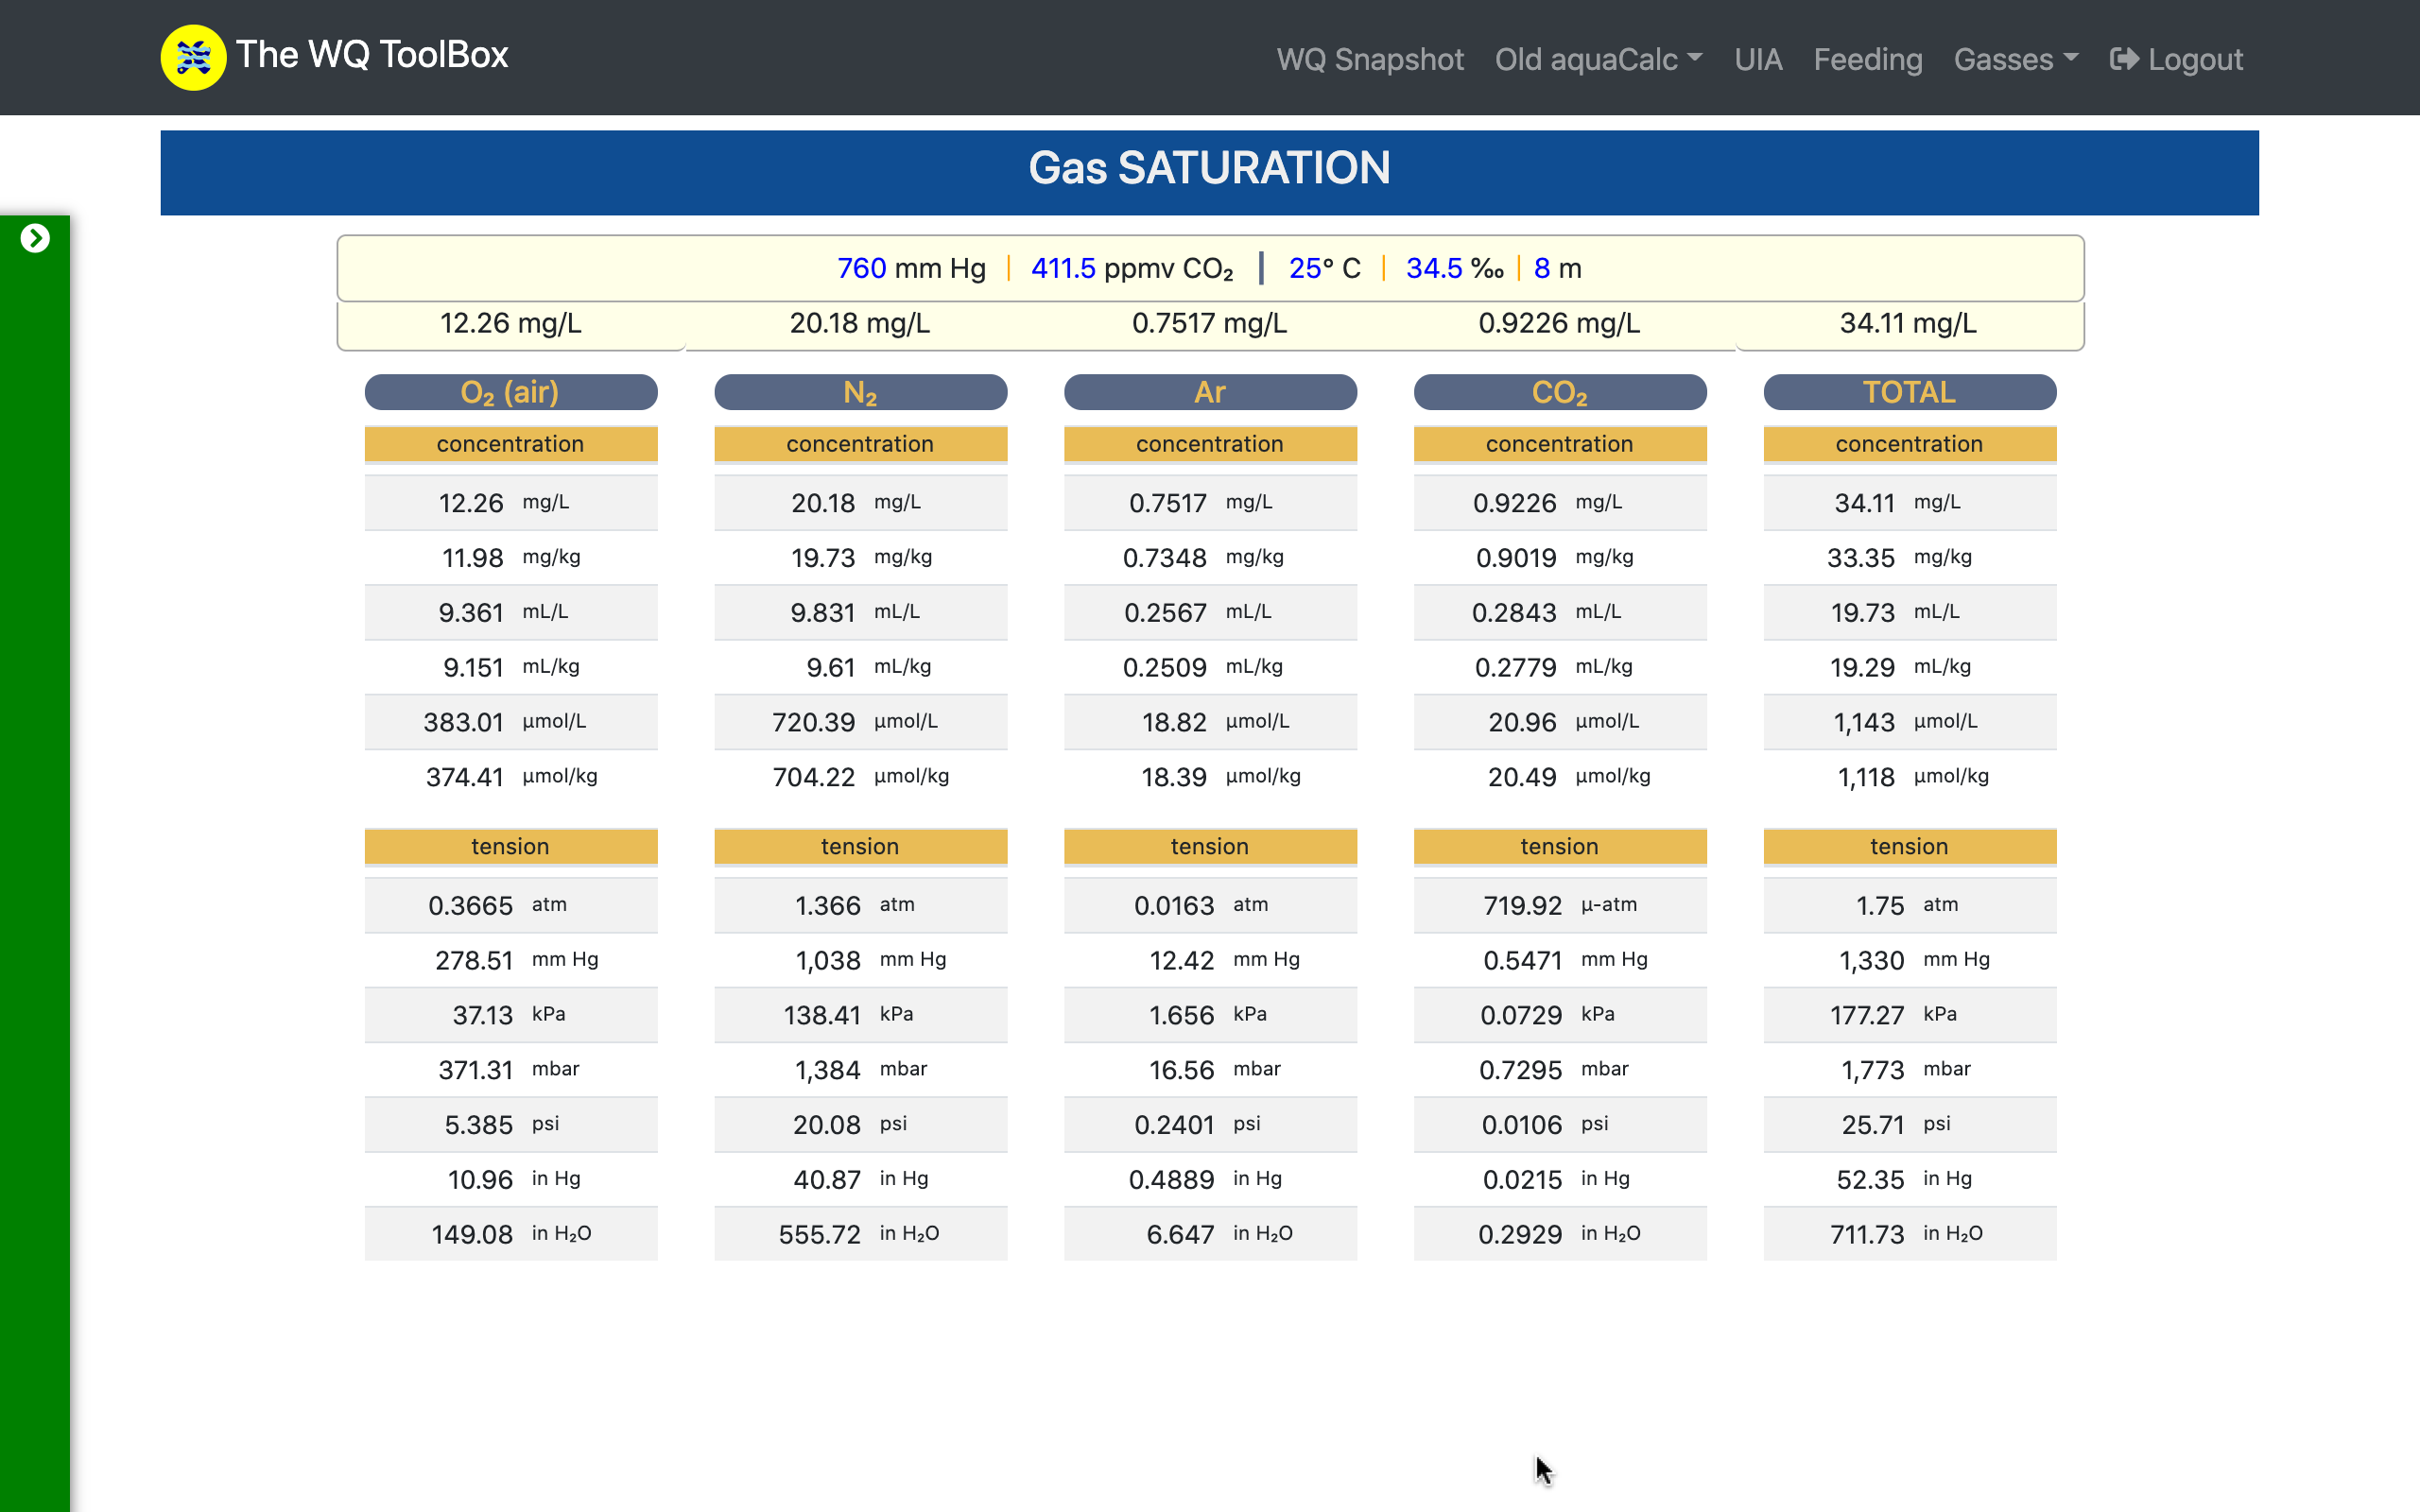 The WQ ToolBox WQ Snapshot Old aquaCalc UIA Feeding Gasses Logout
Gas SATURATION
760 mm Hg | 411.5 ppmv CO₂ | 25° C | 34.5 ‰ | 8 m
12.26 mg/L 20.18 mg/L 0.7517 mg/L 0.9226 mg/L 34.11 mg/L
O₂ (air) N₂ Ar CO₂ TOTAL
concentration concentration concentration concentration concentration
12.26 mg/L 20.18 mg/L 0.7517 mg/L 0.9226 mg/L 34.11 mg/L
11.98 mg/kg 19.73 mg/kg 0.7348 mg/kg 0.9019 mg/kg 33.35 mg/kg
9.361 mL/L 9.831 mL/L 0.2567 mL/L 0.2843 mL/L 19.73 mL/L
9.151 mL/kg 9.61 mL/kg 0.2509 mL/kg 0.2779 mL/kg 19.29 mL/kg
383.01 µmol/L 720.39 µmol/L 18.82 µmol/L 20.96 µmol/L 1,143 µmol/L
374.41 µmol/kg 704.22 µmol/kg 18.39 µmol/kg 20.49 µmol/kg 1,118 µmol/kg
tension tension tension tension tension
0.3665 atm 1.366 atm 0.0163 atm 719.92 µ-atm 1.75 atm
278.51 mm Hg 1,038 mm Hg 12.42 mm Hg 0.5471 mm Hg 1,330 mm Hg
37.13 kPa 138.41 kPa 1.656 kPa 0.0729 kPa 177.27 kPa
371.31 mbar 1,384 mbar 16.56 mbar 0.7295 mbar 1,773 mbar
5.385 psi 20.08 psi 0.2401 psi 0.0106 psi 25.71 psi
10.96 in Hg 40.87 in Hg 0.4889 in Hg 0.0215 in Hg 52.35 in Hg
149.08 in H₂O 555.72 in H₂O 6.647 in H₂O 0.2929 in H₂O 711.73 in H₂O